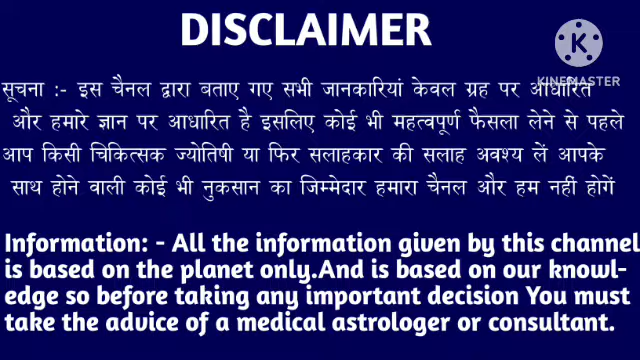 DISCLAIMER
KINEMASTER
सूचना :- इस चैनल द्वारा बताए गए सभी जानकारियां केवल ग्रह पर आधारित
और हमारे ज्ञान पर आधारित है इसलिए कोई भी महत्वपूर्ण फैसला लेने से पहले
आप किसी चिकित्सक ज्योतिषी या फिर सलाहकार की सलाह अवश्य लें आपके
साथ होने वाली कोई भी नुकसान का जिम्मेदार हमारा चैनल और हम नहीं होगें
Information: - All the information given by this channel
is based on the planet only.And is based on our knowl-
edge so before taking any important decision You must
take the advice of a medical astrologer or consultant.